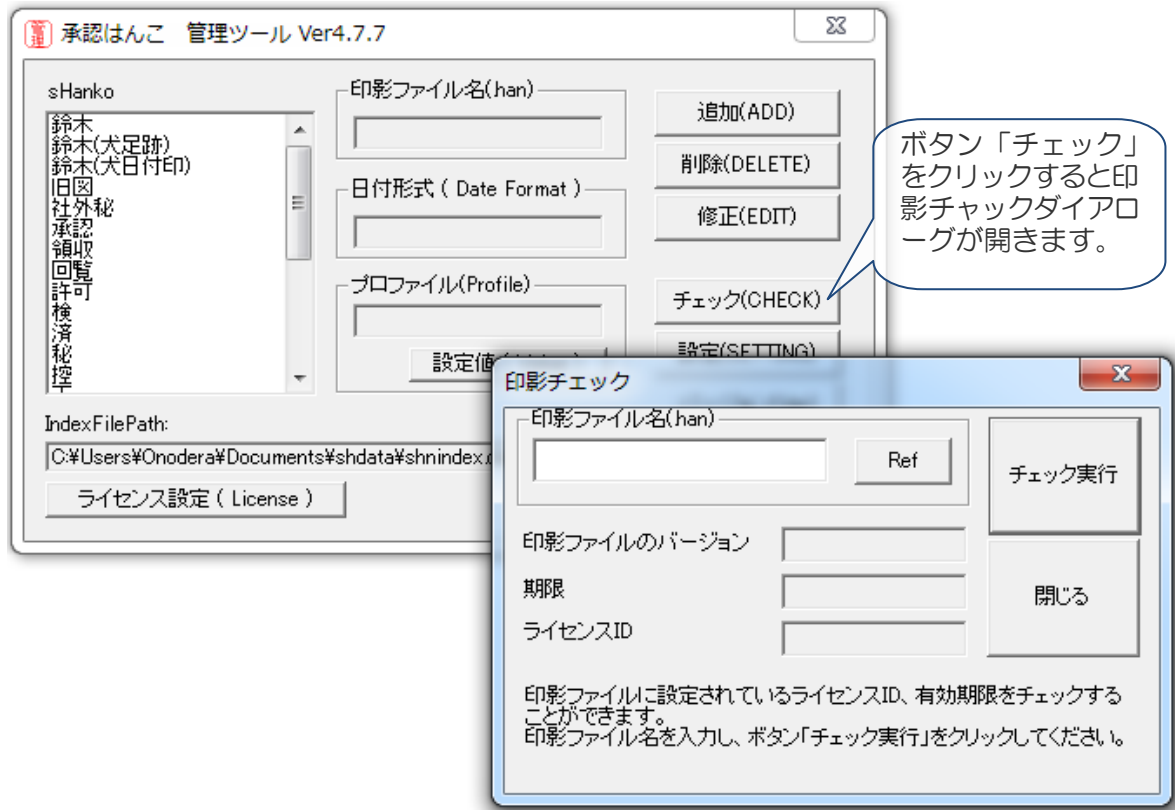 承認はんこ　管理ツール Ver4.7.7
sHanko
鈴木
鈴木(犬足跡)
鈴木(犬日付印)
旧図
社外秘
承認
領収
回覧
許可
検
済
秘
控
印影ファイル名(han)
日付形式 ( Date Format )
プロファイル(Profile)
設定値
追加(ADD)
削除(DELETE)
修正(EDIT)
チェック(CHECK)
設定(SETTING)
IndexFilePath:
C:¥Users¥Onodera¥Documents¥shdata¥shnindex.
ライセンス設定 ( License )
ボタン「チェック」
をクリックすると印
影チャックダイアロ
ーグが開きます。
印影チェック
印影ファイル名(han)
Ref
チェック実行
印影ファイルのバージョン
期限
ライセンスID
閉じる
印影ファイルに設定されているライセンスID、有効期限をチェックする
ことができます。
印影ファイル名を入力し、ボタン「チェック実行」をクリックしてください。